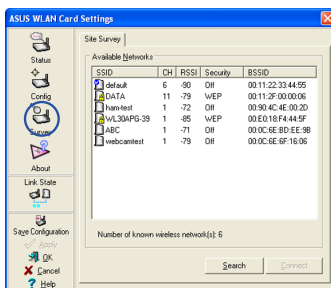 ASUS WLAN Card Settings
Status
Config
Survey
About
Link State
Save Configuration
Apply
OK
Cancel
Help
Site Survey
Available Networks
SSID CH RSSI Security BSSID
default 6 -90 Off 00:11:22:33:44:55
DATA 11 -79 WEP 00:11:2F:00:00:06
ham-test 1 -72 Off 00:90:4C:4E:00:2D
WL30APG-39 1 -85 WEP 00:E0:18:F4:44:5F
ABC 1 -71 Off 00:0C:6E:BD:EE:9B
webcamtest 1 -79 Off 00:0C:6E:6F:16:06
Number of known wireless network(s): 6
Search
Connect